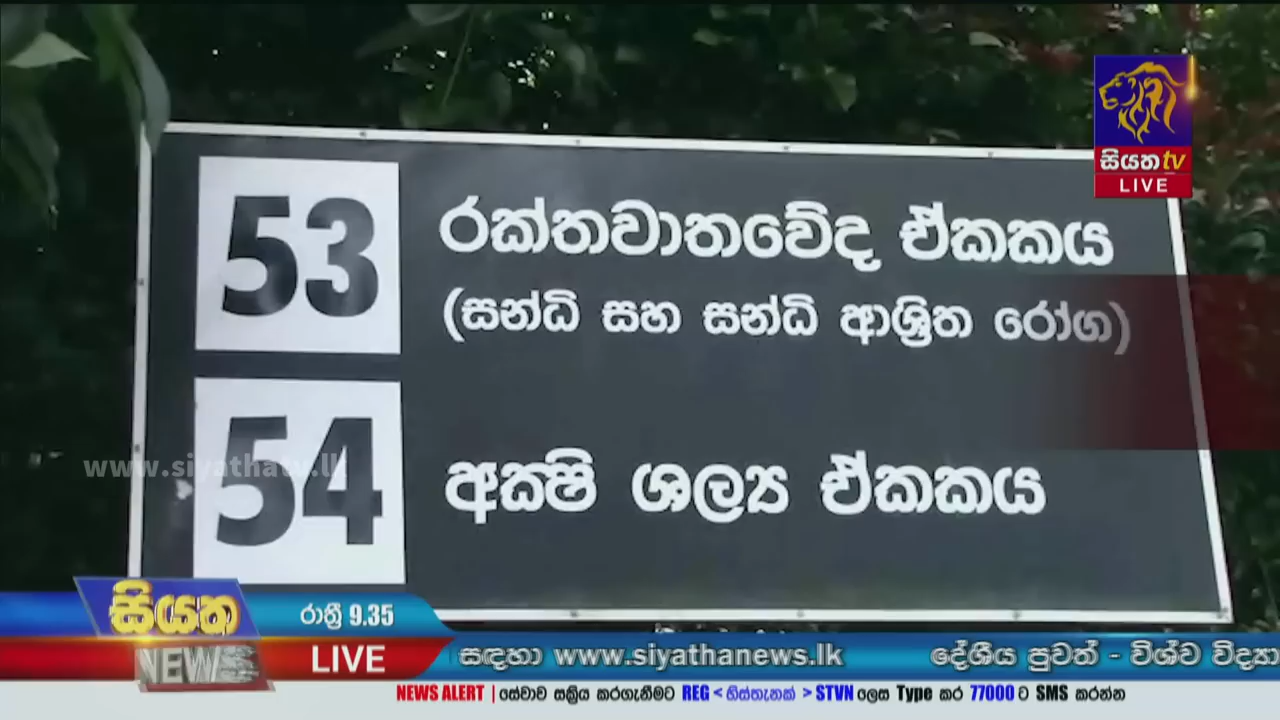 සියත tv
LIVE
53 රක්තවාතවේද ඒකකය
(සන්ධි සහ සන්ධි ආශ්‍රිත රෝග)
54 අක්ෂි ශල්‍ය ඒකකය
www.siyathatv.lk
සියත
NEWS
රාත්‍රී 9.35
LIVE
සඳහා www.siyathanews.lk දේශීය පුවත් - විශ්ව විද්‍යා
NEWS ALERT | සේවාව සක්‍රිය කරගැනීමට REG < හිස්තැනක් > STVN ලෙස Type කර 77000 ට SMS කරන්න